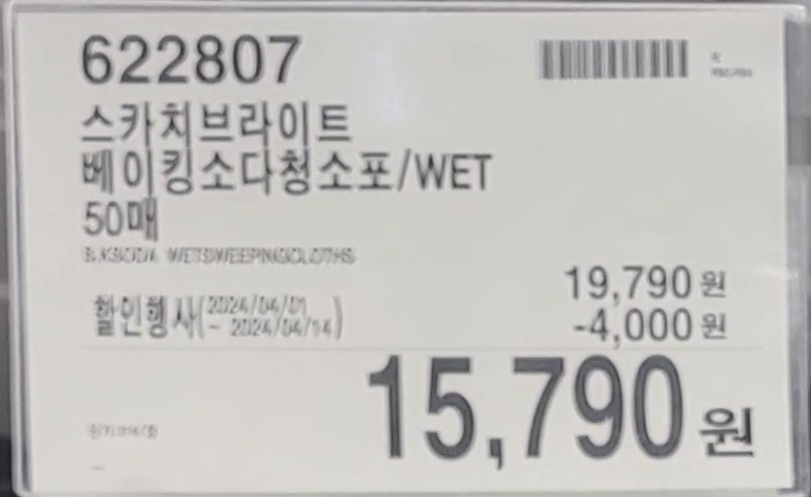 622807
스카치브라이트
베이킹소다청소포/WET
50매
B.KSODA WETSWEEPINGCLOTHS
19,790 원
할인행사(2024/04/01 ~ 2024/04/14)
-4,000 원
15,790 원